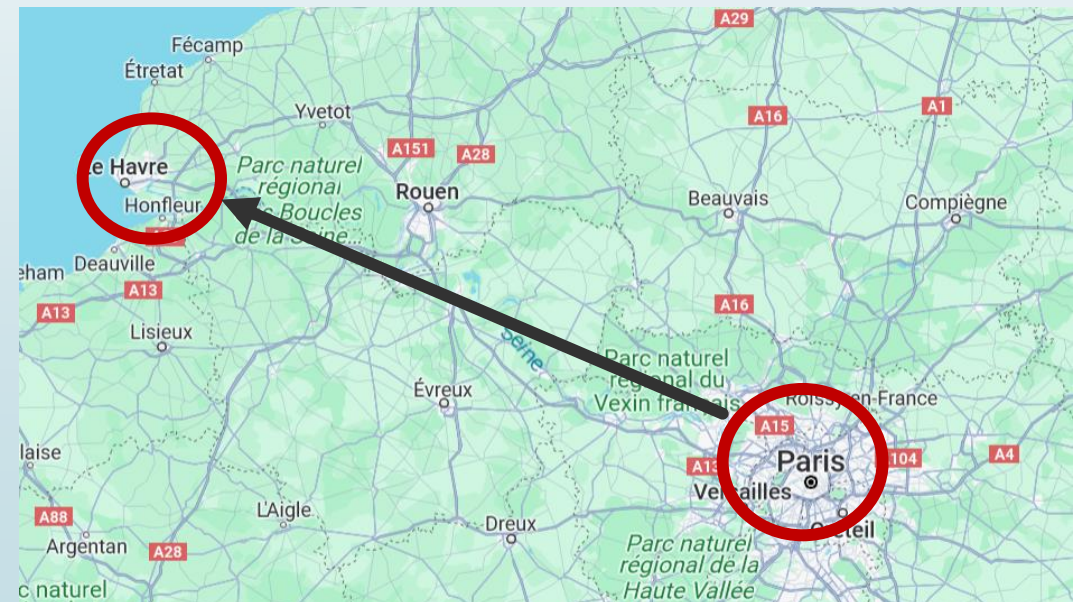 A29
Fécamp
Étretat
A16
A1
Yvetot
A151
A28
e Havre
Parc naturel
régional
Boucles
de la Seine...
Rouen
Beauvais
Compiègne
Honfleur
Deauville
eham
A13
A13
A16
Lisieux
Seine
Parc naturel
régional du
Vexin français
Évreux
Roissy-en-France
A15
laise
A13
Paris
104
A4
Versailles
A88
L'Aigle
Dreux
Créteil
Argentan
A28
Parc naturel
régional de la
Haute Vallée
c naturel